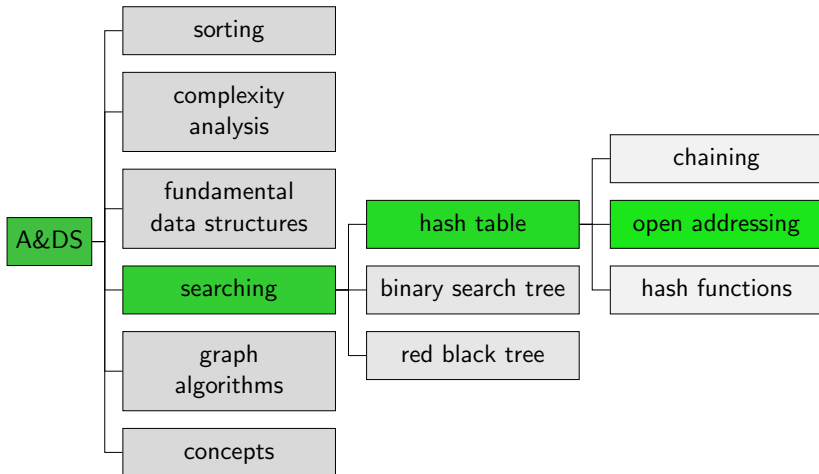 A&DS
sorting
complexity
analysis
fundamental
data structures
searching
graph
algorithms
concepts
hash table
binary search tree
red black tree
chaining
open addressing
hash functions